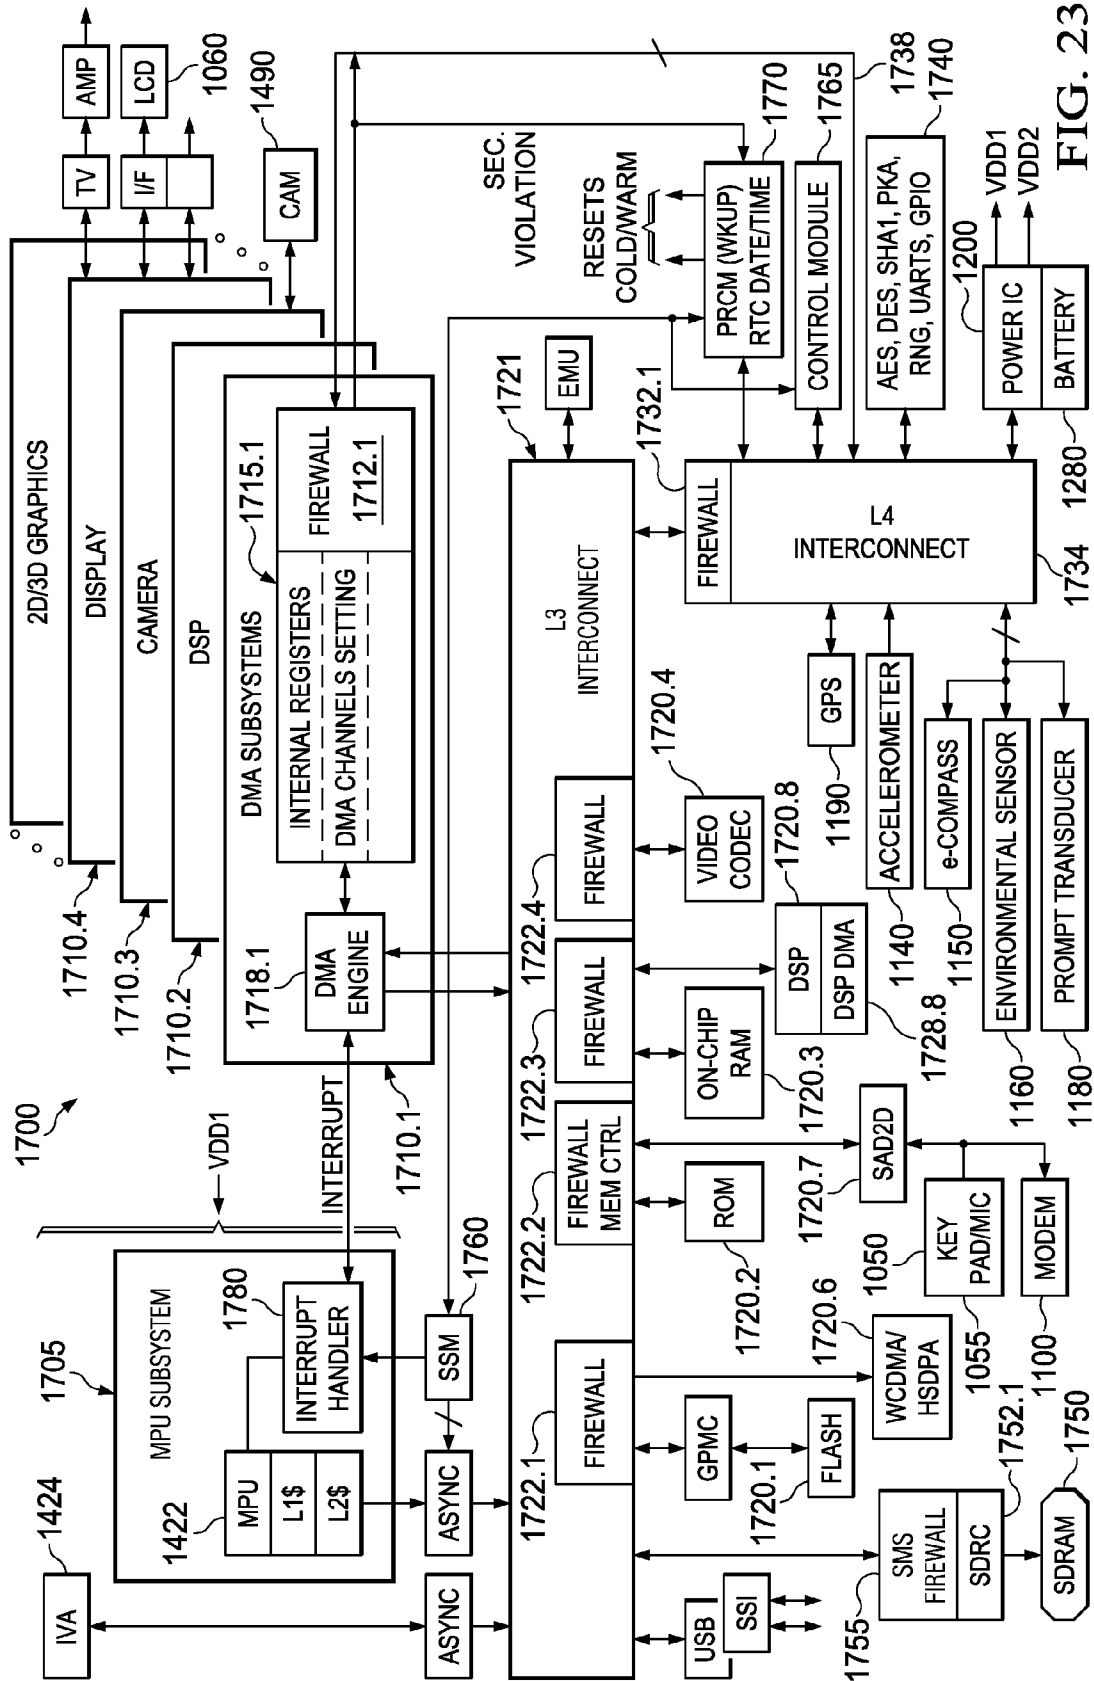 1700
IVA
1424
1705
MPU SUBSYSTEM
1422
MPU
L1$
L2$
1780
INTERRUPT
HANDLER
VDD1
INTERRUPT
ASYNC
ASYNC
SSM
1760
2D/3D GRAPHICS
DISPLAY
CAMERA
DSP
1710.4
1710.3
1710.2
1710.1
DMA SUBSYSTEMS
1718.1
DMA
ENGINE
INTERNAL REGISTERS
DMA CHANNELS SETTING
1715.1
FIREWALL
1712.1
TV
AMP
I/F
LCD
1060
CAM
1490
SEC.
VIOLATION
RESETS
COLD/WARM
L3
INTERCONNECT
1721
EMU
1722.1
FIREWALL
1722.2
FIREWALL
MEM CTRL
1722.3
FIREWALL
1722.4
FIREWALL
USB
SSI
GPMC
FLASH
1720.1
SMS
FIREWALL
SDRC
1755
1752.1
SDRAM
1750
WCDMA/
HSDPA
1720.6
ROM
1720.2
SAD2D
1720.7
1050
KEY
PAD/MIC
1055
MODEM
1100
ON-CHIP
RAM
1720.3
DSP
DSP DMA
1720.8
1728.8
VIDEO
CODEC
1720.4
GPS
1190
ACCELEROMETER
1140
e-COMPASS
1150
ENVIRONMENTAL SENSOR
1160
PROMPT TRANSDUCER
1180
FIREWALL
1732.1
L4
INTERCONNECT
1734
PRCM (WKUP)
RTC DATE/TIME
1770
CONTROL MODULE
1765
1738
AES, DES, SHA1, PKA,
RNG, UARTS, GPIO
1740
1200
POWER IC
BATTERY
1280
VDD1
VDD2
FIG. 23